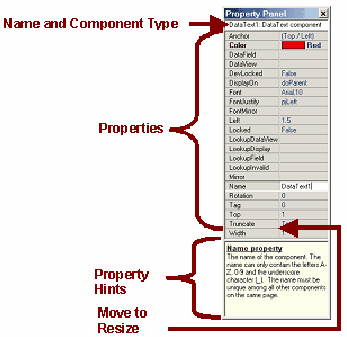 Property Panel
Name and Component Type
DataText1: DataText component
Anchor [Top / Left]
Color Red
DataField
DataView
DevLocked False
DisplayOn doParent
Font Arial,10
FontJustify pjLeft
FontMirror
Left 1.5
Locked False
LookupDataView
LookupDisplay
LookupField
LookupInvalid
Mirror
Name DataText1
Rotation 0
Tag 0
Top 1
Truncate
Width
Properties
Name property
The name of the component. The
name can only contain the letters A-
Z, 0-9 and the underscore
character (_). The name must be
unique among all other components
on the same page.
Property
Hints
Move to
Resize